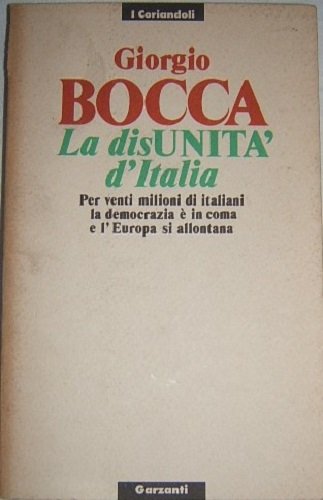 I Coriandoli
Giorgio
BOCCA
La disUNITA'
d'Italia
Per venti milioni di italiani
la democrazia è in coma
e l'Europa si allontana
Garzanti